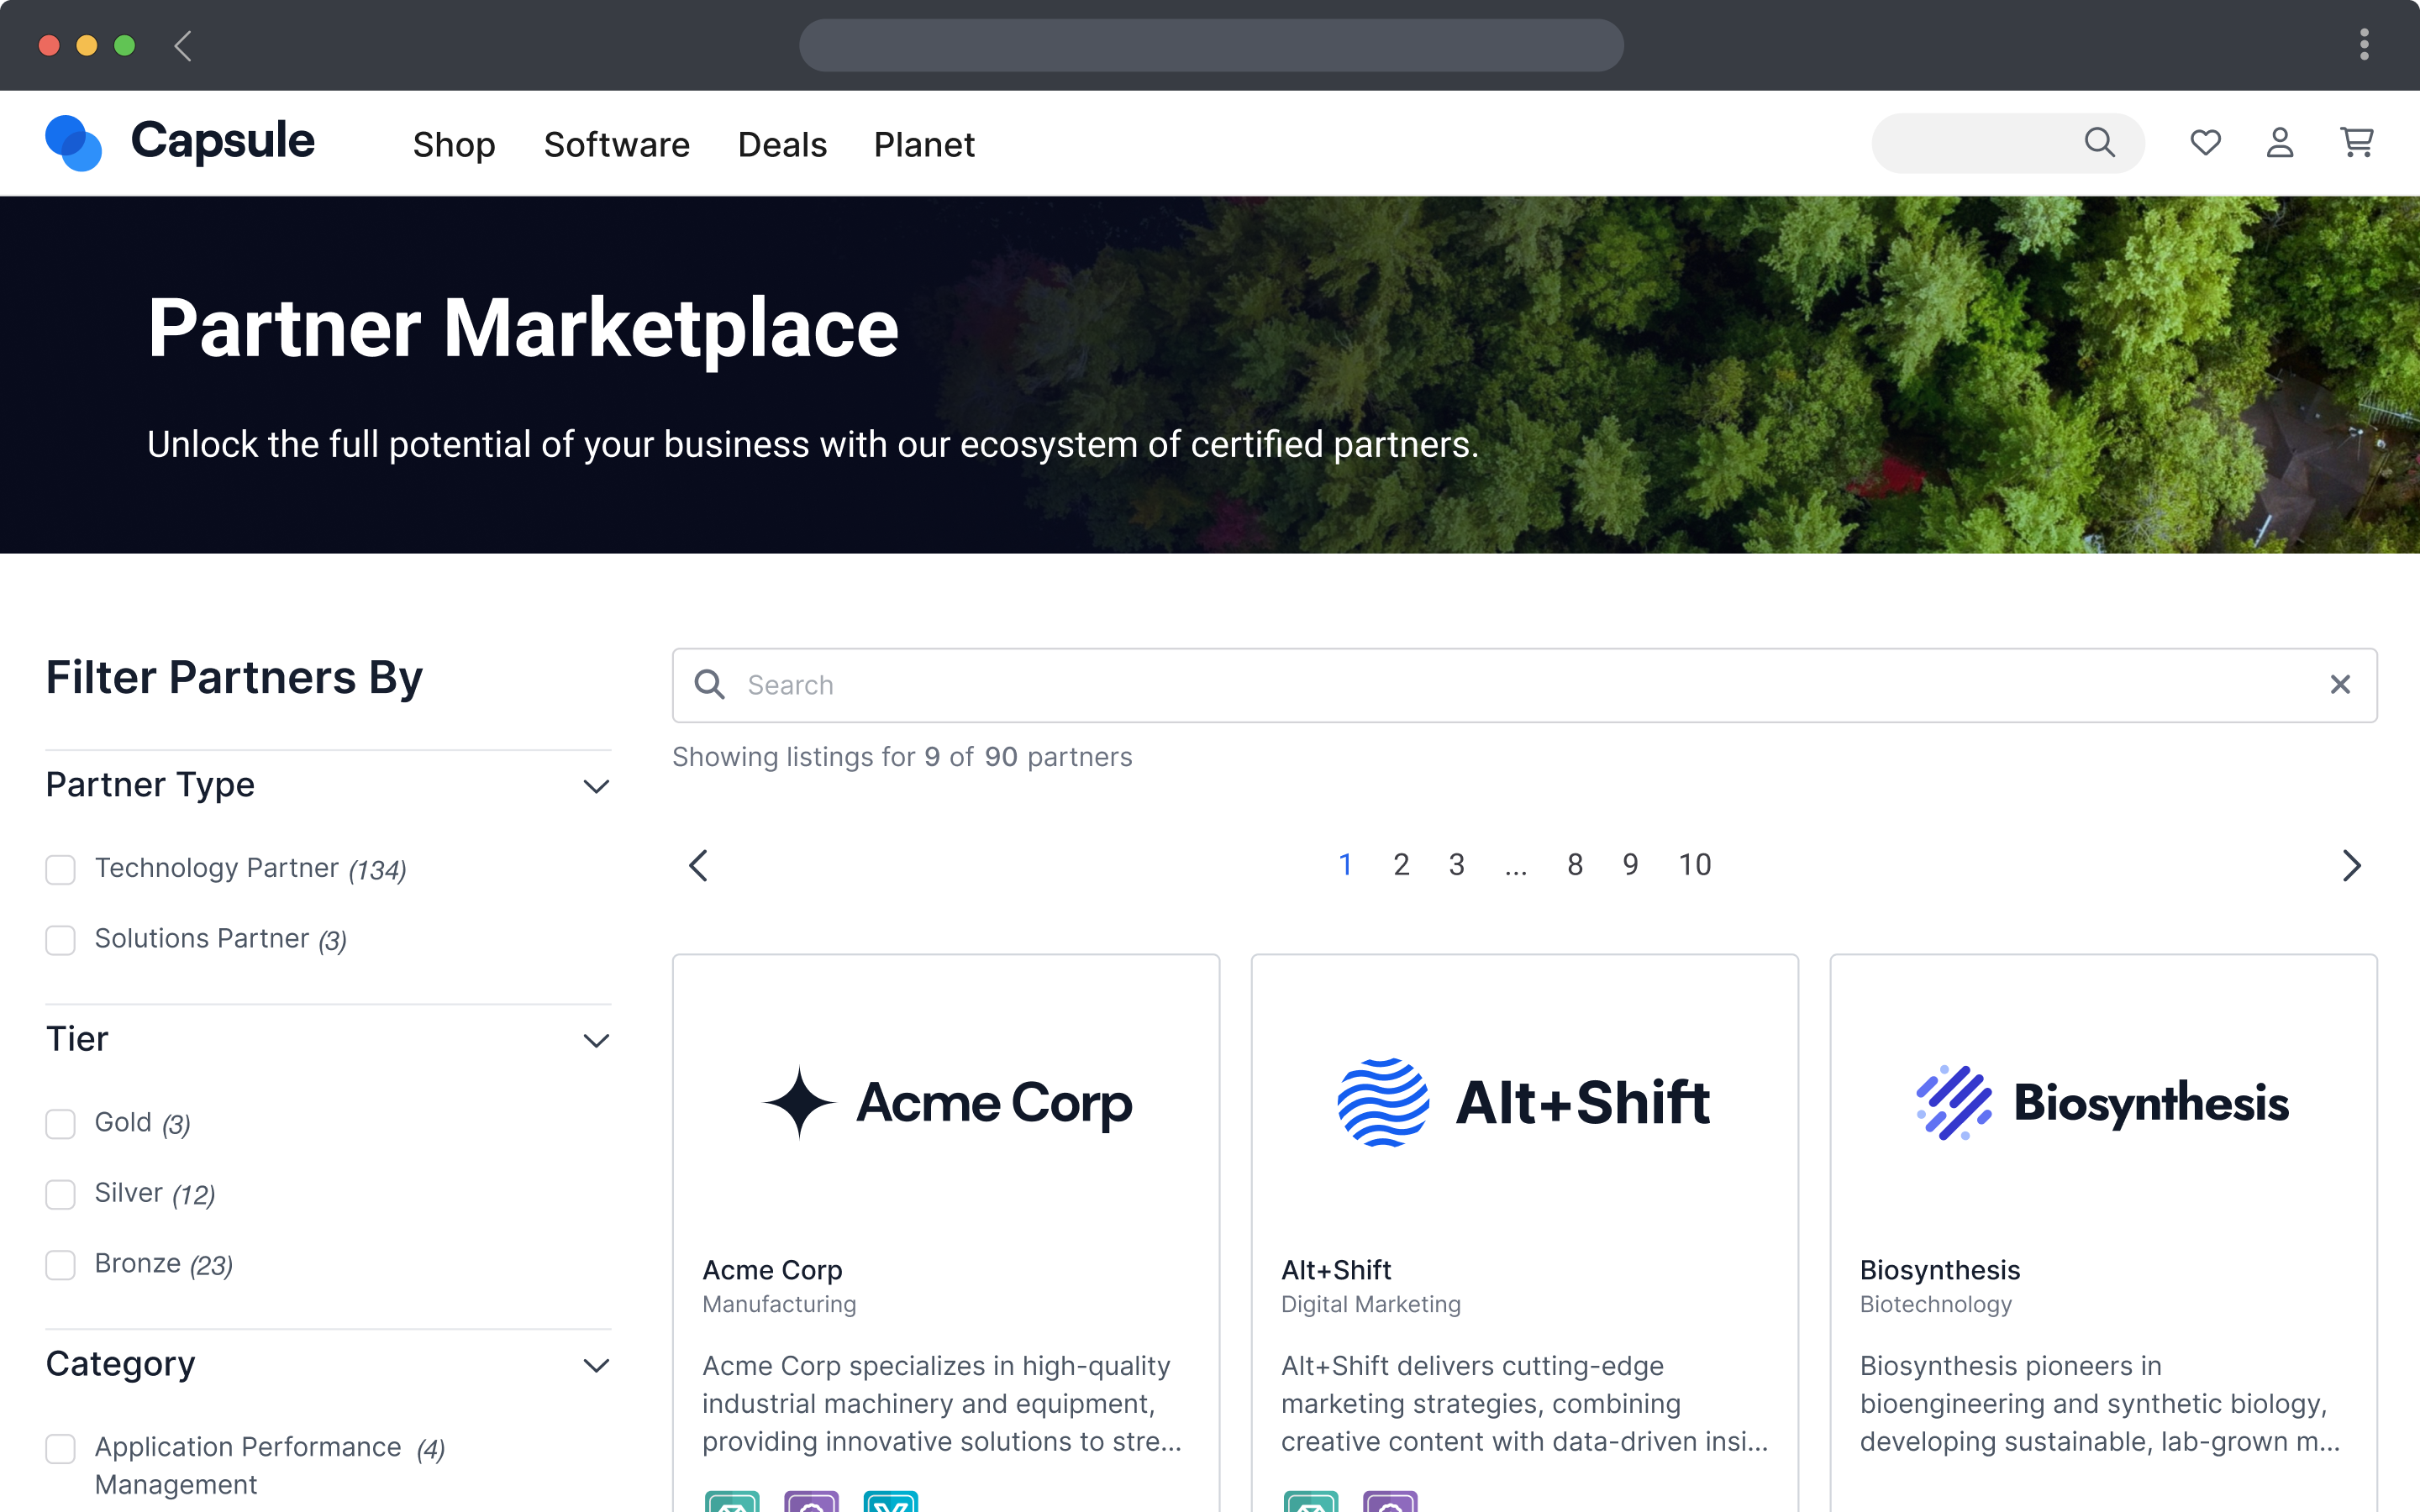 Capsule
Shop Software Deals Planet
Partner Marketplace
Unlock the full potential of your business with our ecosystem of certified partners.
Filter Partners By
Partner Type
Technology Partner (134)
Solutions Partner (3)
Tier
Gold (3)
Silver (12)
Bronze (23)
Category
Application Performance (4)
Management
Search
Showing listings for 9 of 90 partners
1 2 3 ... 8 9 10
Acme Corp
Acme Corp
Manufacturing
Acme Corp specializes in high-quality
industrial machinery and equipment,
providing innovative solutions to stre...
Alt+Shift
Alt+Shift
Digital Marketing
Alt+Shift delivers cutting-edge
marketing strategies, combining
creative content with data-driven insi...
Biosynthesis
Biosynthesis
Biotechnology
Biosynthesis pioneers in
bioengineering and synthetic biology,
developing sustainable, lab-grown m...